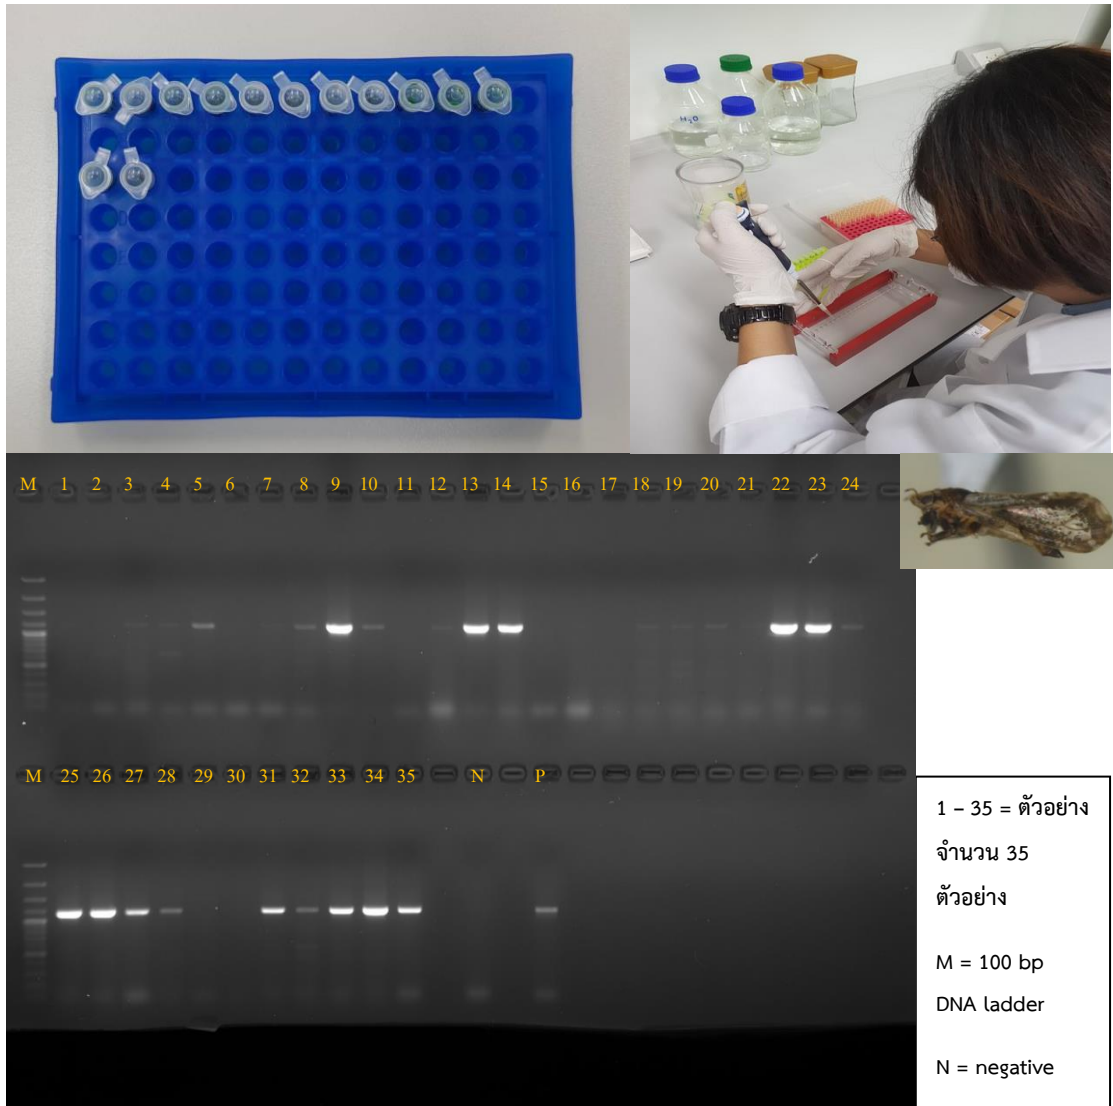 H₂O
M 1 2 3 4 5 6 7 8 9 10 11 12 13 14 15 16 17 18 19 20 21 22 23 24
M 25 26 27 28 29 30 31 32 33 34 35 N P
1 – 35 = ตัวอย่าง
จำนวน 35
ตัวอย่าง
M = 100 bp
DNA ladder
N = negative